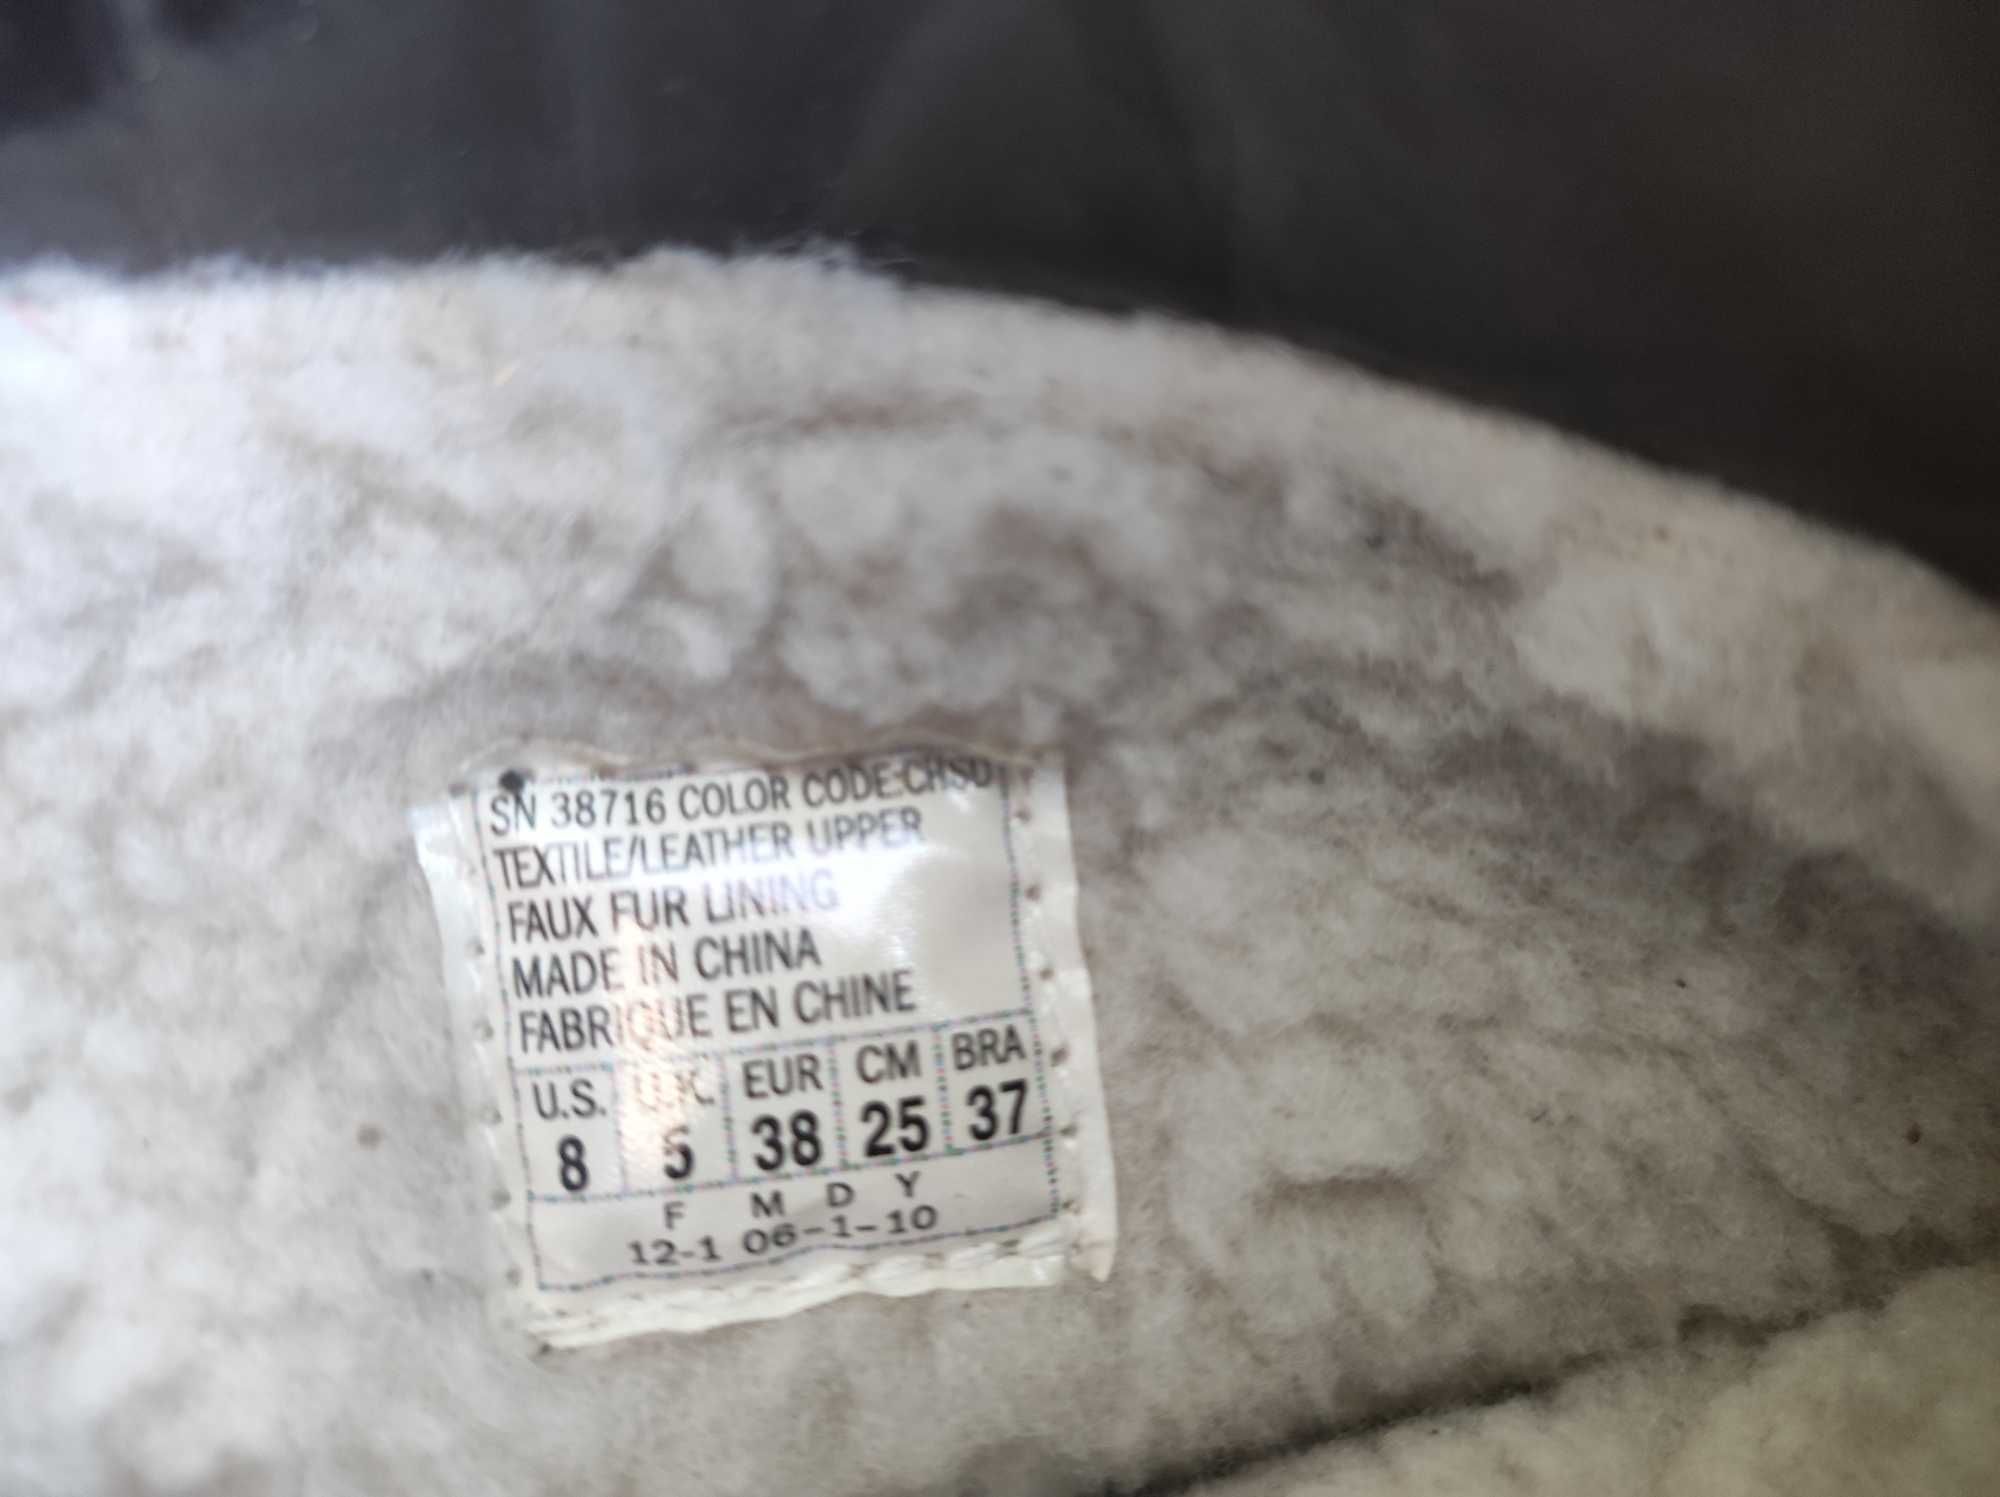 SN 38716 COLOR CODE:CHSD
TEXTILE/LEATHER UPPER
FAUX FUR LINING
MADE IN CHINA
FABRIQUE EN CHINE
U.S. U.K. EUR CM BRA
8 5 38 25 37
F M D Y
12-1 06-1-10